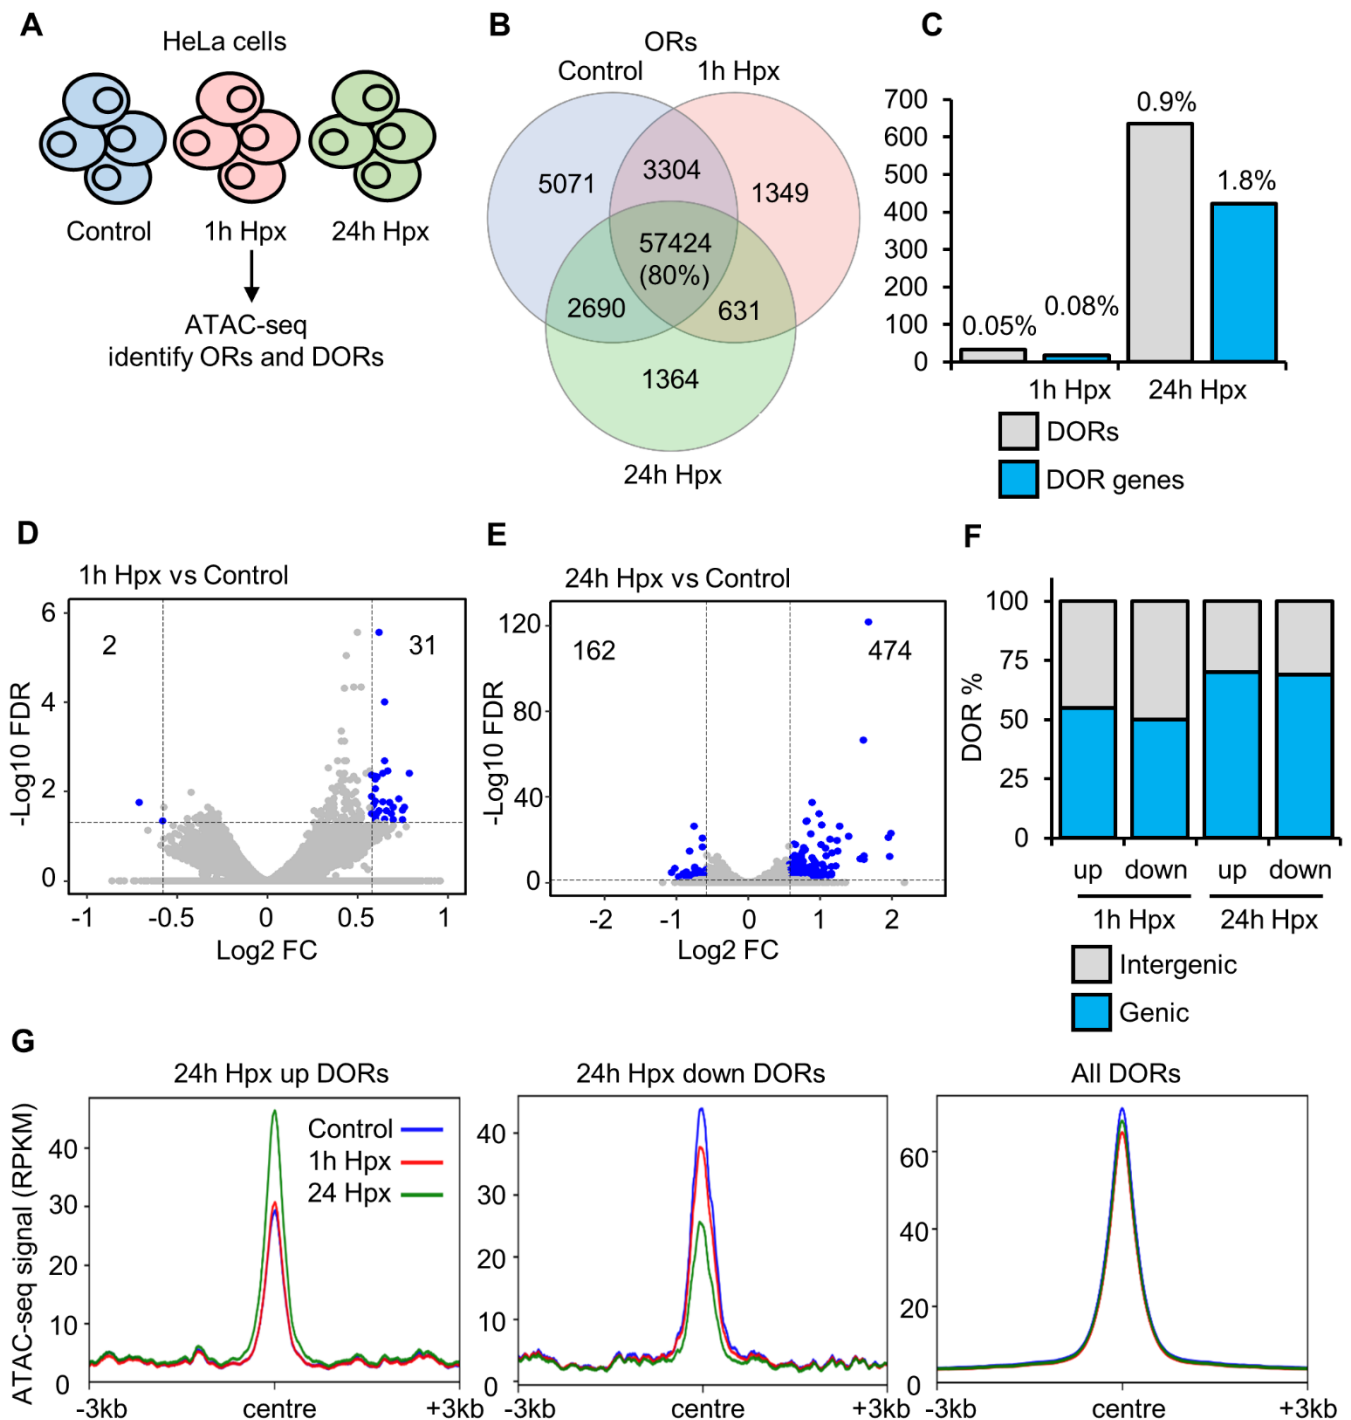 A
HeLa cells
Control
1h Hpx
24h Hpx
ATAC-seq
identify ORs and DORs
B
ORs
Control
1h Hpx
5071
3304
1349
57424
(80%)
2690
631
1364
24h Hpx
C
700
600
500
400
300
200
100
0
0.05%
0.08%
0.9%
1.8%
1h Hpx
24h Hpx
DORs
DOR genes
D
1h Hpx vs Control
2
31
6
4
2
0
-Log10 FDR
-1
-0.5
0
0.5
1
Log2 FC
E
24h Hpx vs Control
162
474
120
80
40
0
-Log10 FDR
-2
-1
0
1
2
Log2 FC
F
DOR %
100
75
50
25
0
up
down
up
down
1h Hpx
24h Hpx
Intergenic
Genic
G
24h Hpx up DORs
ATAC-seq signal (RPKM)
40
30
20
10
0
Control
1h Hpx
24 Hpx
-3kb
centre
+3kb
24h Hpx down DORs
40
30
20
10
0
-3kb
centre
+3kb
All DORs
60
40
20
0
-3kb
centre
+3kb